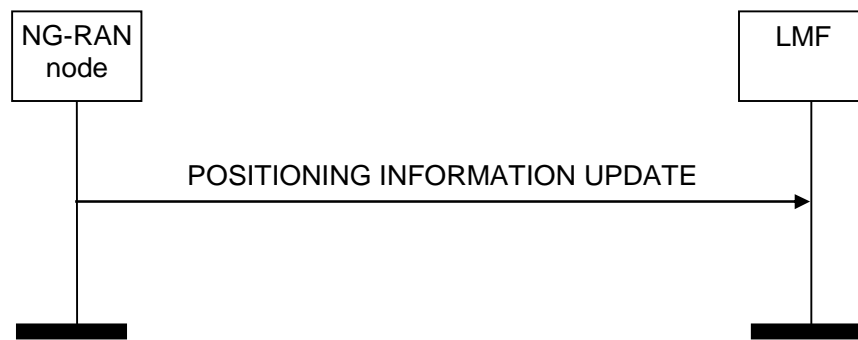 NG-RAN
node
LMF
POSITIONING INFORMATION UPDATE